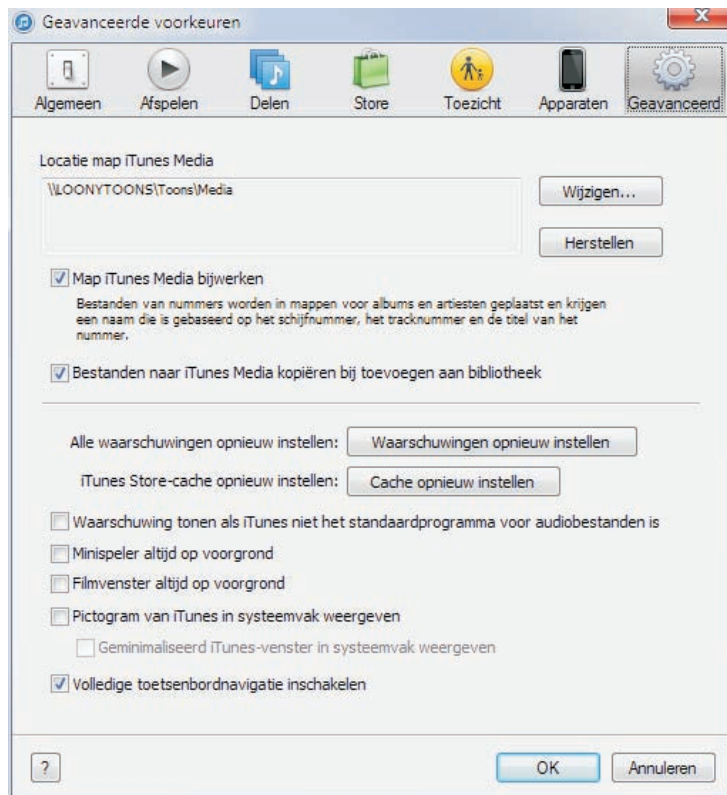 Geavanceerde voorkeuren
x
Algemeen Afspelen Delen Store Toezicht Apparaten Geavanceerd
Locatie map iTunes Media
\\LOONYTOONS\Toons\Media
Wijzigen...
Herstellen
Map iTunes Media bijwerken
Bestanden van nummers worden in mappen voor albums en artiesten geplaatst en krijgen
een naam die is gebaseerd op het schijfnummer, het tracknummer en de titel van het
nummer.
Bestanden naar iTunes Media kopiëren bij toevoegen aan bibliotheek
Alle waarschuwingen opnieuw instellen: Waarschuwingen opnieuw instellen
iTunes Store-cache opnieuw instellen: Cache opnieuw instellen
Waarschuwing tonen als iTunes niet het standaardprogramma voor audiobestanden is
Minispeler altijd op voorgrond
Filmvenster altijd op voorgrond
Pictogram van iTunes in systeemvak weergeven
Geminimaliseerd iTunes-venster in systeemvak weergeven
Volledige toetsenbordnavigatie inschakelen
? OK Annuleren